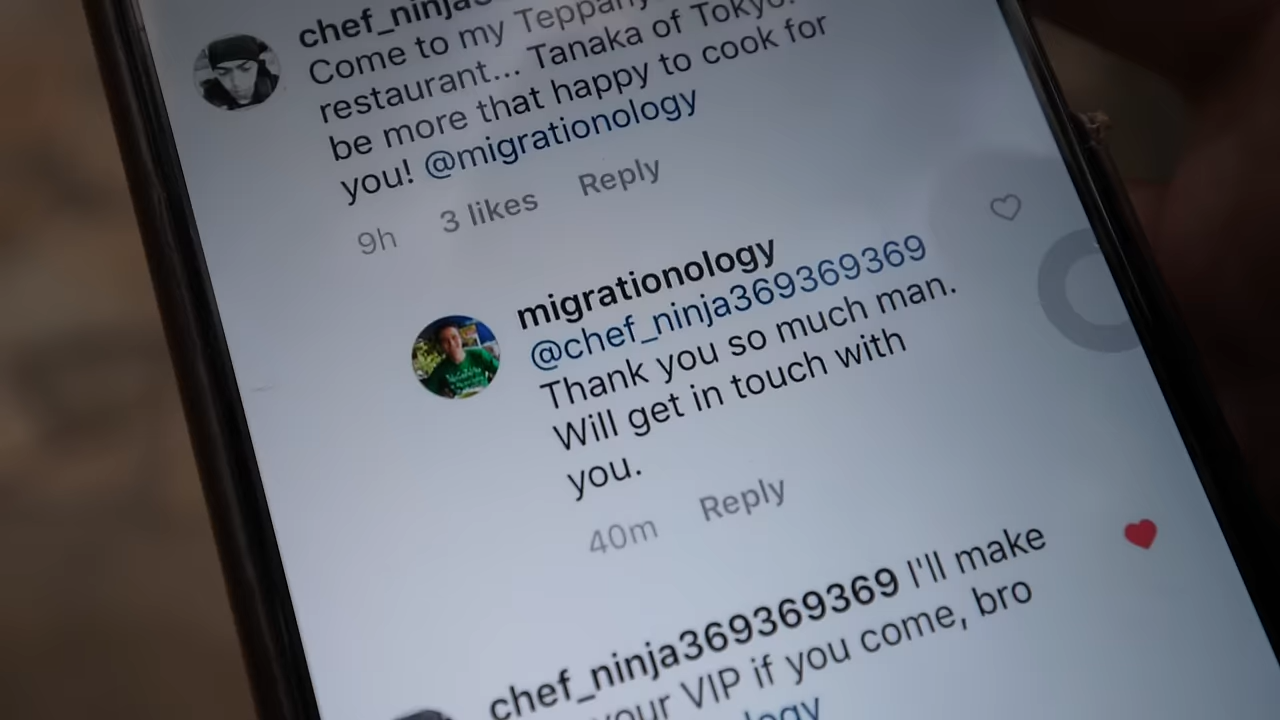 chef_ninja3
Come to my Teppany
restaurant... Tanaka of Tokyo.
be more that happy to cook for
you! @migrationology
9h 3 likes Reply
migrationology
@chef_ninja369369369
Thank you so much man.
Will get in touch with
you.
40m Reply
chef_ninja369369369 I'll make
your VIP if you come, bro
logy